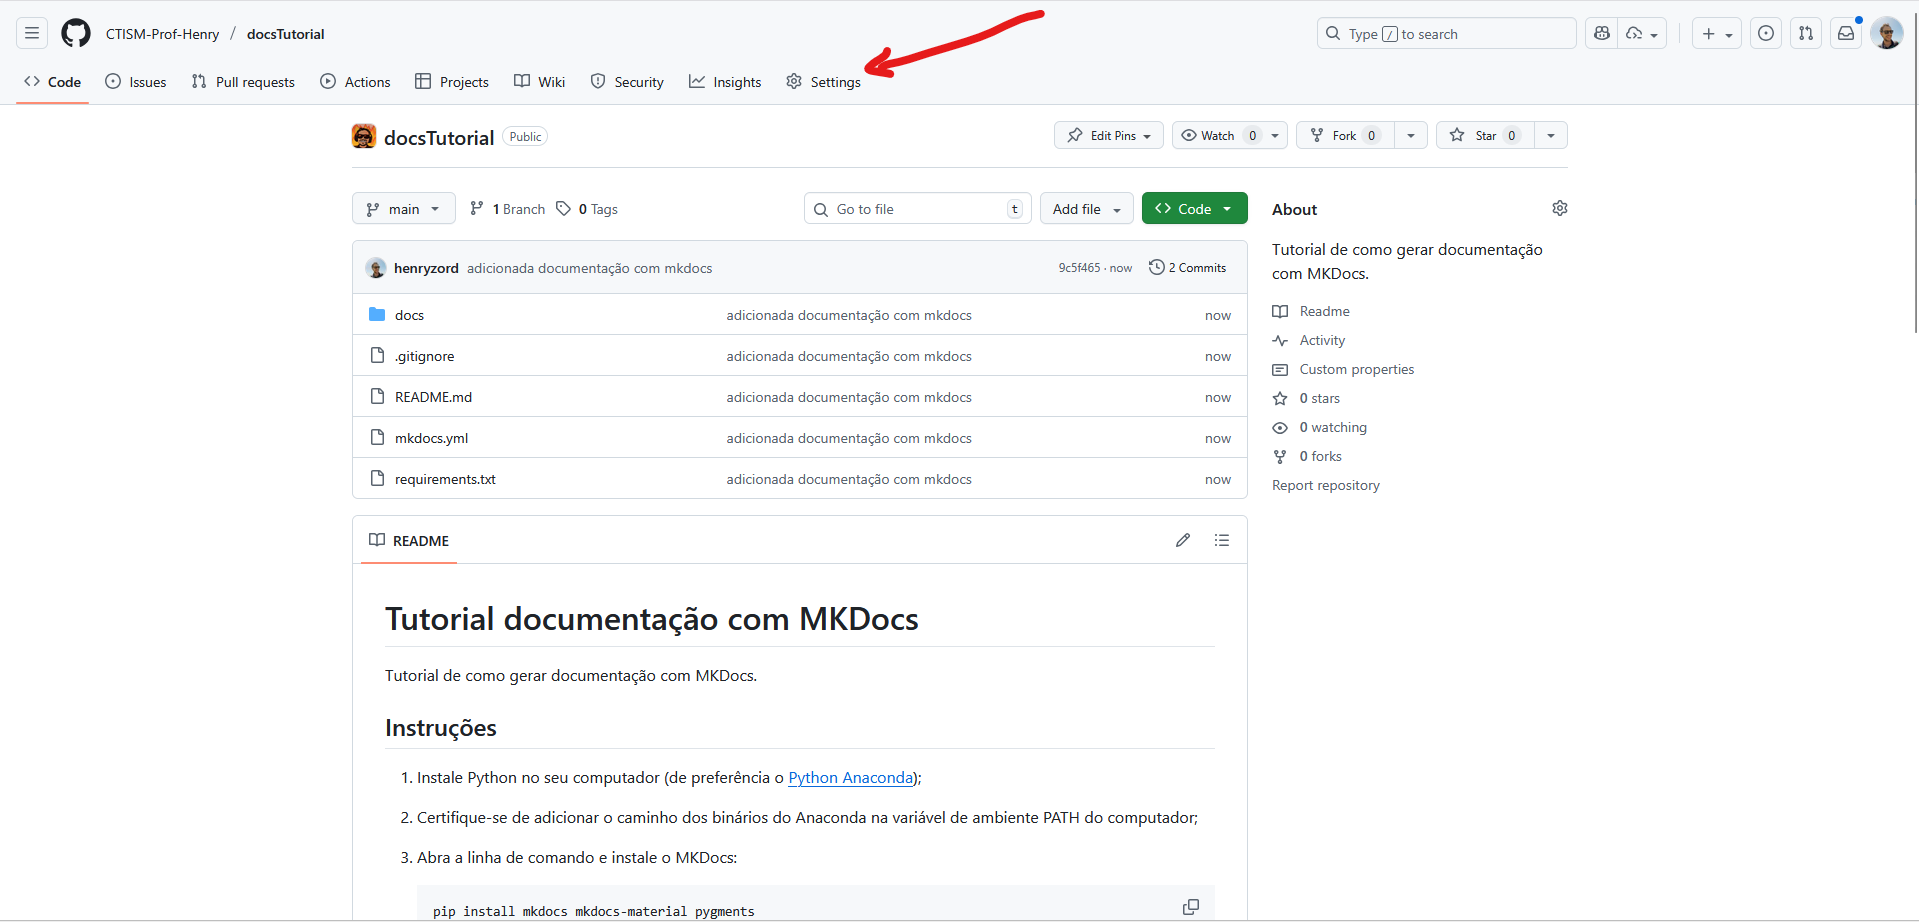 CTISM-Prof-Henry / docsTutorial
Type / to search
Code Issues Pull requests Actions Projects Wiki Security Insights Settings
docsTutorial Public
Edit Pins Watch 0 Fork 0 Star 0
main 1 Branch 0 Tags
Go to file t Add file Code
henryzord adicionada documentação com mkdocs 9c5f465 · now 2 Commits
docs adicionada documentação com mkdocs now
.gitignore adicionada documentação com mkdocs now
README.md adicionada documentação com mkdocs now
mkdocs.yml adicionada documentação com mkdocs now
requirements.txt adicionada documentação com mkdocs now
README
Tutorial documentação com MKDocs
Tutorial de como gerar documentação com MKDocs.
Instruções
1. Instale Python no seu computador (de preferência o Python Anaconda);
2. Certifique-se de adicionar o caminho dos binários do Anaconda na variável de ambiente PATH do computador;
3. Abra a linha de comando e instale o MKDocs:
pip install mkdocs mkdocs-material pygments
About
Tutorial de como gerar documentação
com MKDocs.
Readme
Activity
Custom properties
0 stars
0 watching
0 forks
Report repository